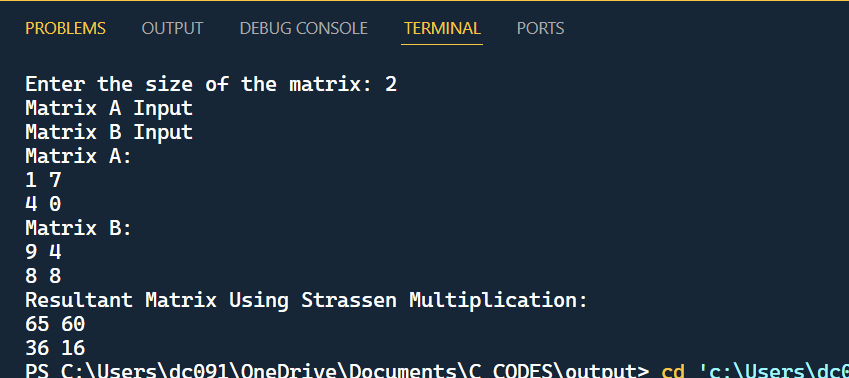 PROBLEMS OUTPUT DEBUG CONSOLE TERMINAL PORTS
Enter the size of the matrix: 2
Matrix A Input
Matrix B Input
Matrix A:
1 7
4 0
Matrix B:
9 4
8 8
Resultant Matrix Using Strassen Multiplication:
65 60
36 16
PS C:\Users\dc091\OneDrive\Documents\C CODES\output> cd 'c:\Users\dc0